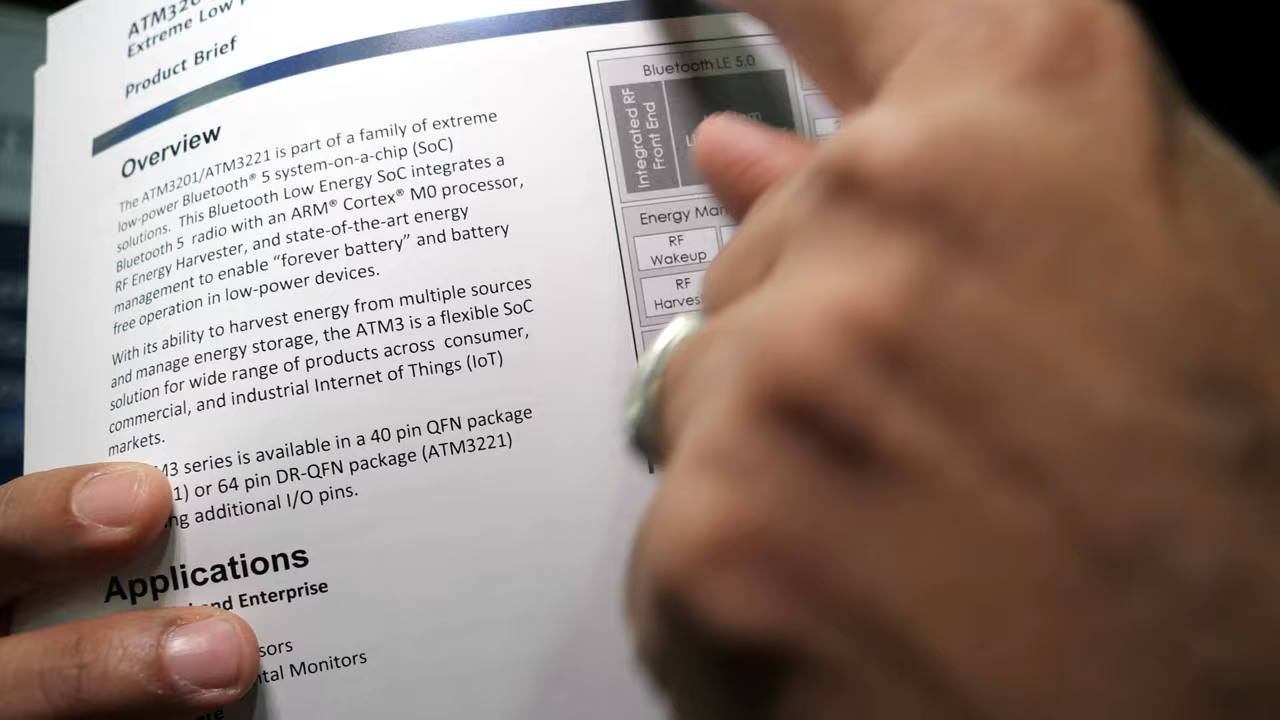 Extreme Low
Product Brief
Overview
The ATM3201/ATM3221 is part of a family of extreme
low-power Bluetooth® 5 system-on-a-chip (SoC)
solutions. This Bluetooth Low Energy SoC integrates a
Bluetooth 5 radio with an ARM® Cortex® M0 processor,
RF Energy Harvester, and state-of-the-art energy
management to enable “forever battery” and battery
free operation in low-power devices.
With its ability to harvest energy from multiple sources
and manage energy storage, the ATM3 is a flexible SoC
solution for wide range of products across consumer,
commercial, and industrial Internet of Things (IoT)
markets.
M3 series is available in a 40 pin QFN package
1) or 64 pin DR-QFN package (ATM3221)
ng additional I/O pins.
Applications
nd Enterprise
sors
ntal Monitors
Bluetooth LE 5.0
Integrated RF
Front End
Energy Man
RF
Wakeup
RF
Harves